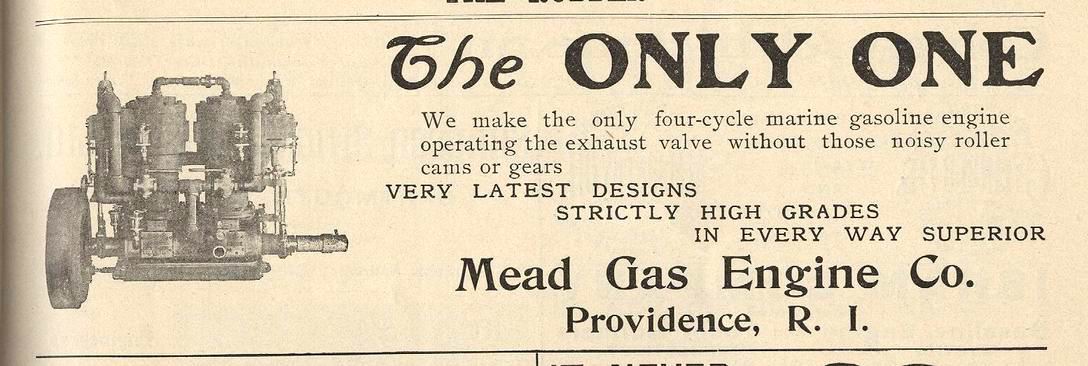 The ONLY ONE
We make the only four-cycle marine gasoline engine
operating the exhaust valve without those noisy roller
cams or gears
VERY LATEST DESIGNS
STRICTLY HIGH GRADES
IN EVERY WAY SUPERIOR
Mead Gas Engine Co.
Providence, R. I.